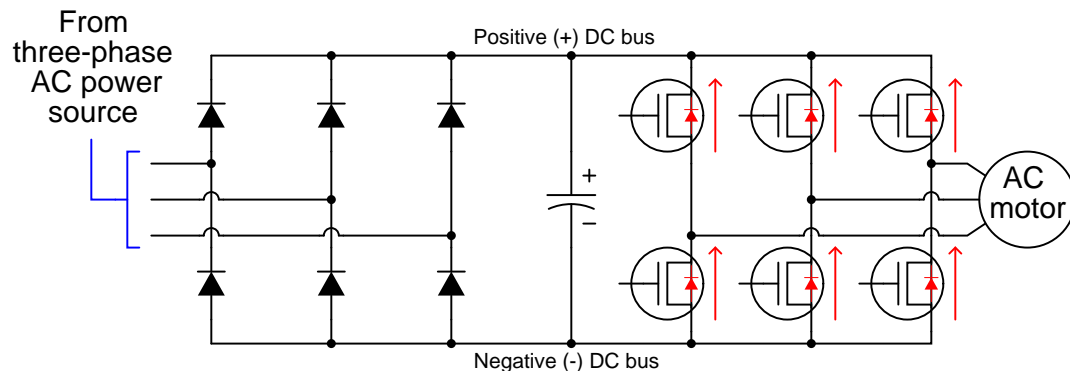 From
three-phase
AC power
source
Positive (+) DC bus
+
−
AC
motor
Negative (-) DC bus